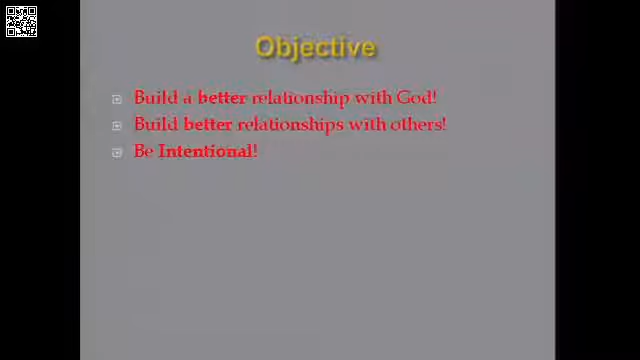 Objective
Build a better relationship with God!
Build better relationships with others!
Be Intentional!